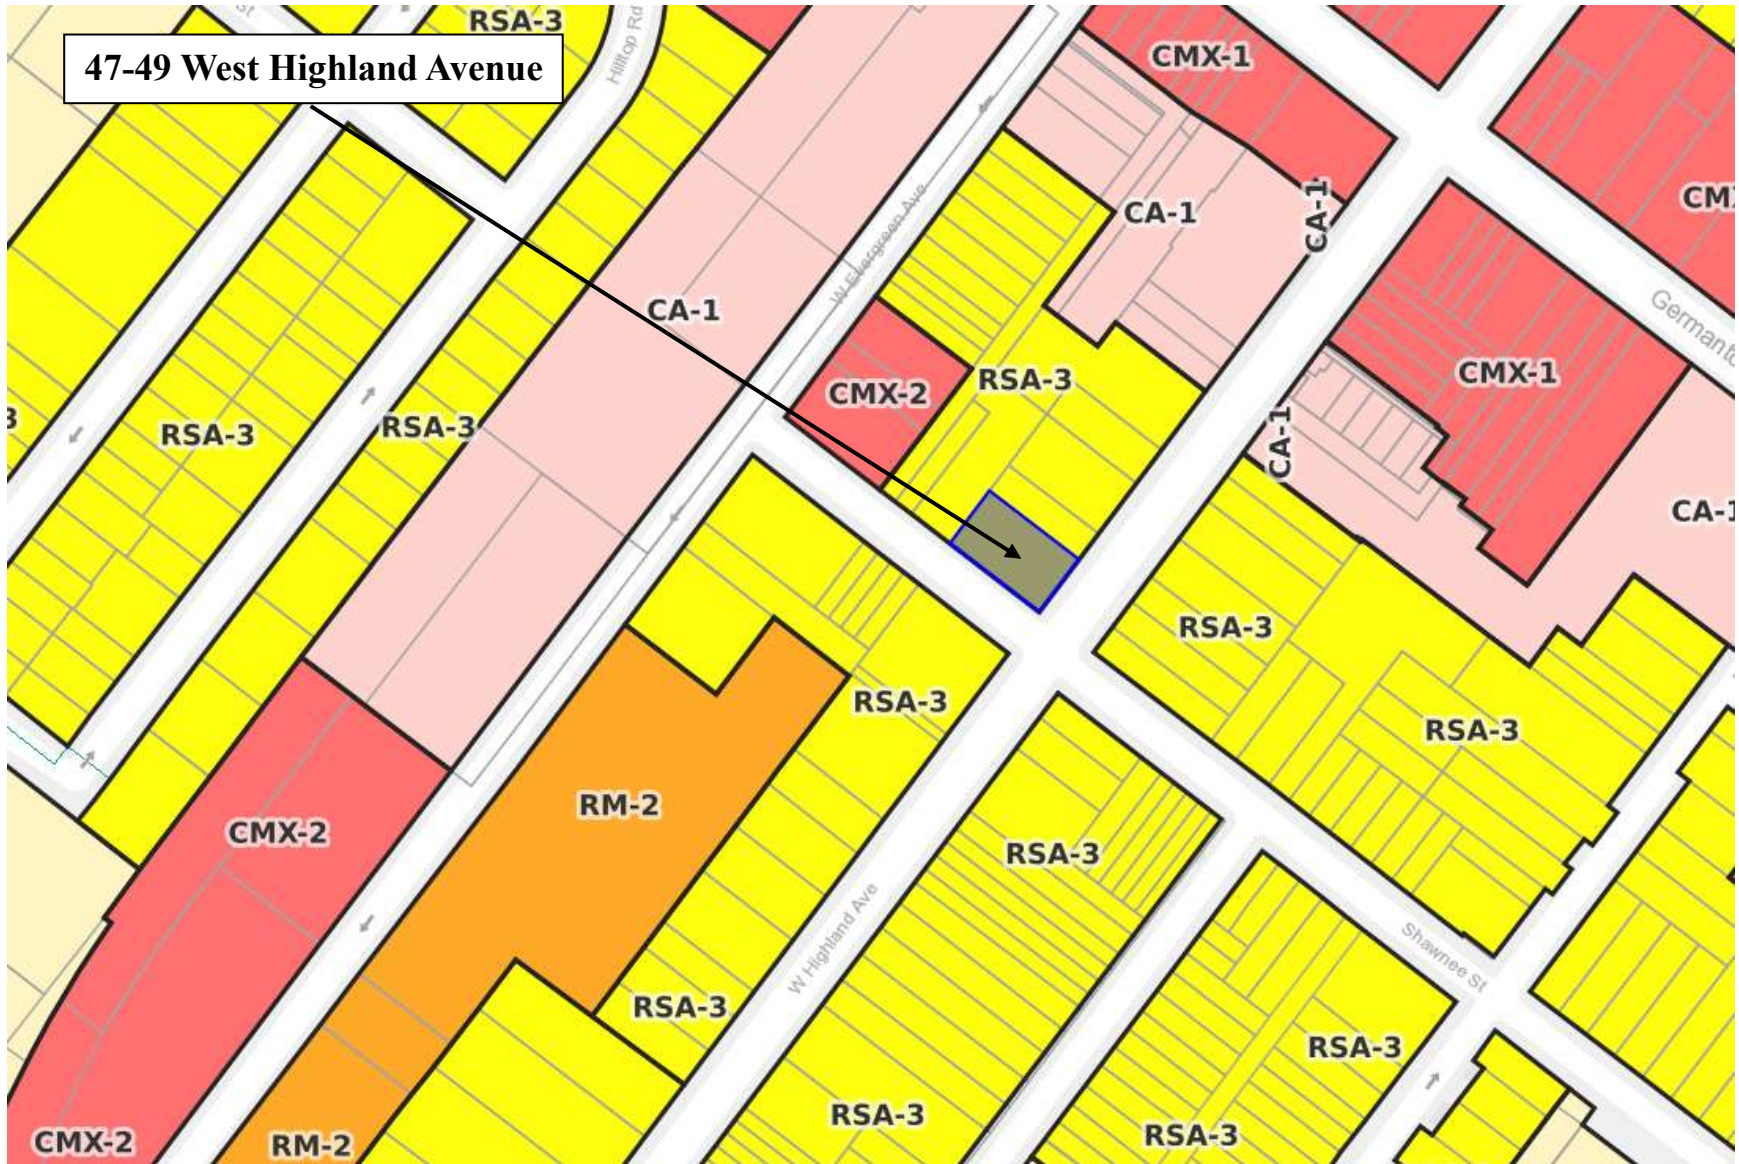 RSA-3
st
47-49 West Highland Avenue
Hilltop Rd
CMX-1
CMX
CA-1
CA-1
W Evergreen Ave
CA-1
Germanto
CMX-2
RSA-3
CMX-1
3
RSA-3
RSA-3
CA-1
CA-1
RSA-3
RSA-3
RSA-3
RM-2
CMX-2
RSA-3
W Highland Ave
Shawnee St
RSA-3
RSA-3
RSA-3
RSA-3
CMX-2
RM-2